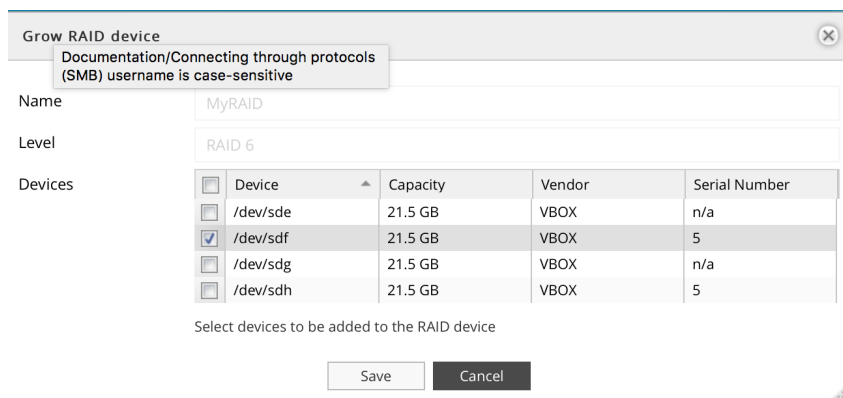 Grow RAID device
Documentation/Connecting through protocols
(SMB) username is case-sensitive
Name
MyRAID
Level
RAID 6
Devices
Device Capacity Vendor Serial Number
/dev/sde 21.5 GB VBOX n/a
/dev/sdf 21.5 GB VBOX 5
/dev/sdg 21.5 GB VBOX n/a
/dev/sdh 21.5 GB VBOX 5
Select devices to be added to the RAID device
Save Cancel